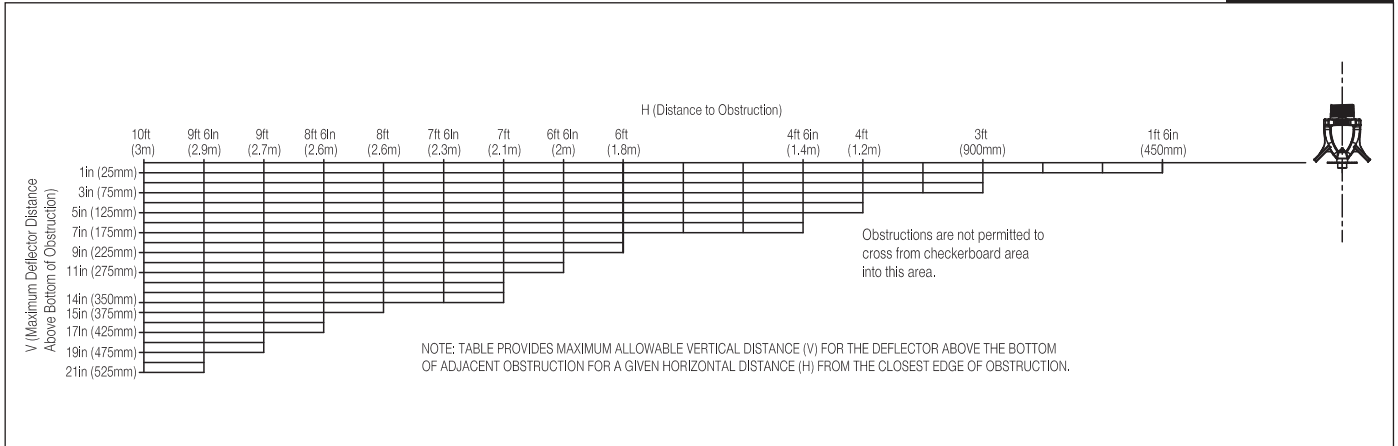 H (Distance to Obstruction)
10ft 9ft 6In 9ft 8ft 6In 8ft 7ft 6In 7ft 6ft 6in 6ft 4ft 6in 4ft 3ft 1ft 6in
(3m) (2.9m) (2.7m) (2.6m) (2.6m) (2.3m) (2.1m) (2m) (1.8m) (1.4m) (1.2m) (900mm) (450mm)
V (Maximum Deflector Distance
Above Bottom of Obstruction)
1in (25mm)
3in (75mm)
5in (125mm)
7in (175mm)
9in (225mm)
11in (275mm)
14in (350mm)
15in (375mm)
17In (425mm)
19in (475mm)
21in (525mm)
Obstructions are not permitted to
cross from checkerboard area
into this area.
NOTE: TABLE PROVIDES MAXIMUM ALLOWABLE VERTICAL DISTANCE (V) FOR THE DEFLECTOR ABOVE THE BOTTOM
OF ADJACENT OBSTRUCTION FOR A GIVEN HORIZONTAL DISTANCE (H) FROM THE CLOSEST EDGE OF OBSTRUCTION.